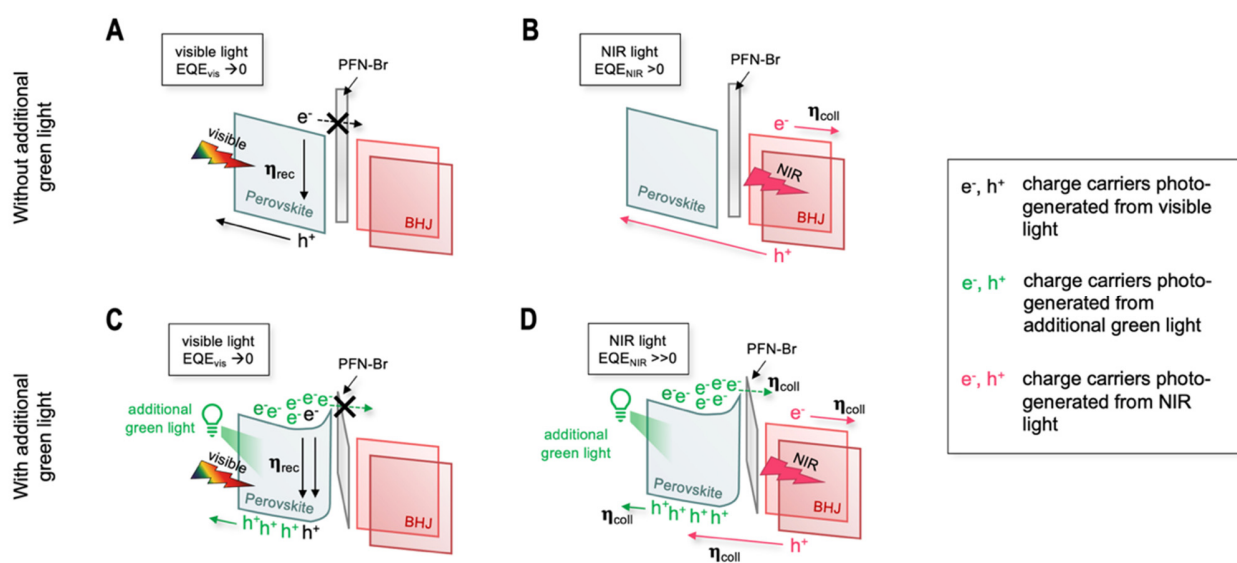 Without additional
green light
A
visible light
EQEvis →0
PFN-Br
e-
visible
ηrec
Perovskite
BHJ
h+
B
NIR light
EQENIR >0
PFN-Br
e-
ηcoll
NIR
Perovskite
BHJ
h+
With additional
green light
C
visible light
EQEvis →0
PFN-Br
e- e- e- e- e- e- e-
additional
green light
visible
ηrec
Perovskite
BHJ
h+ h+ h+ h+
D
NIR light
EQENIR >>0
PFN-Br
e- e- e- e- e- e- e-
ηcoll
additional
green light
e-
ηcoll
NIR
Perovskite
BHJ
ηcoll
h+ h+ h+ h+
h+
ηcoll
e-, h+ charge carriers photo-
generated from visible
light
e-, h+ charge carriers photo-
generated from
additional green light
e-, h+ charge carriers photo-
generated from NIR
light